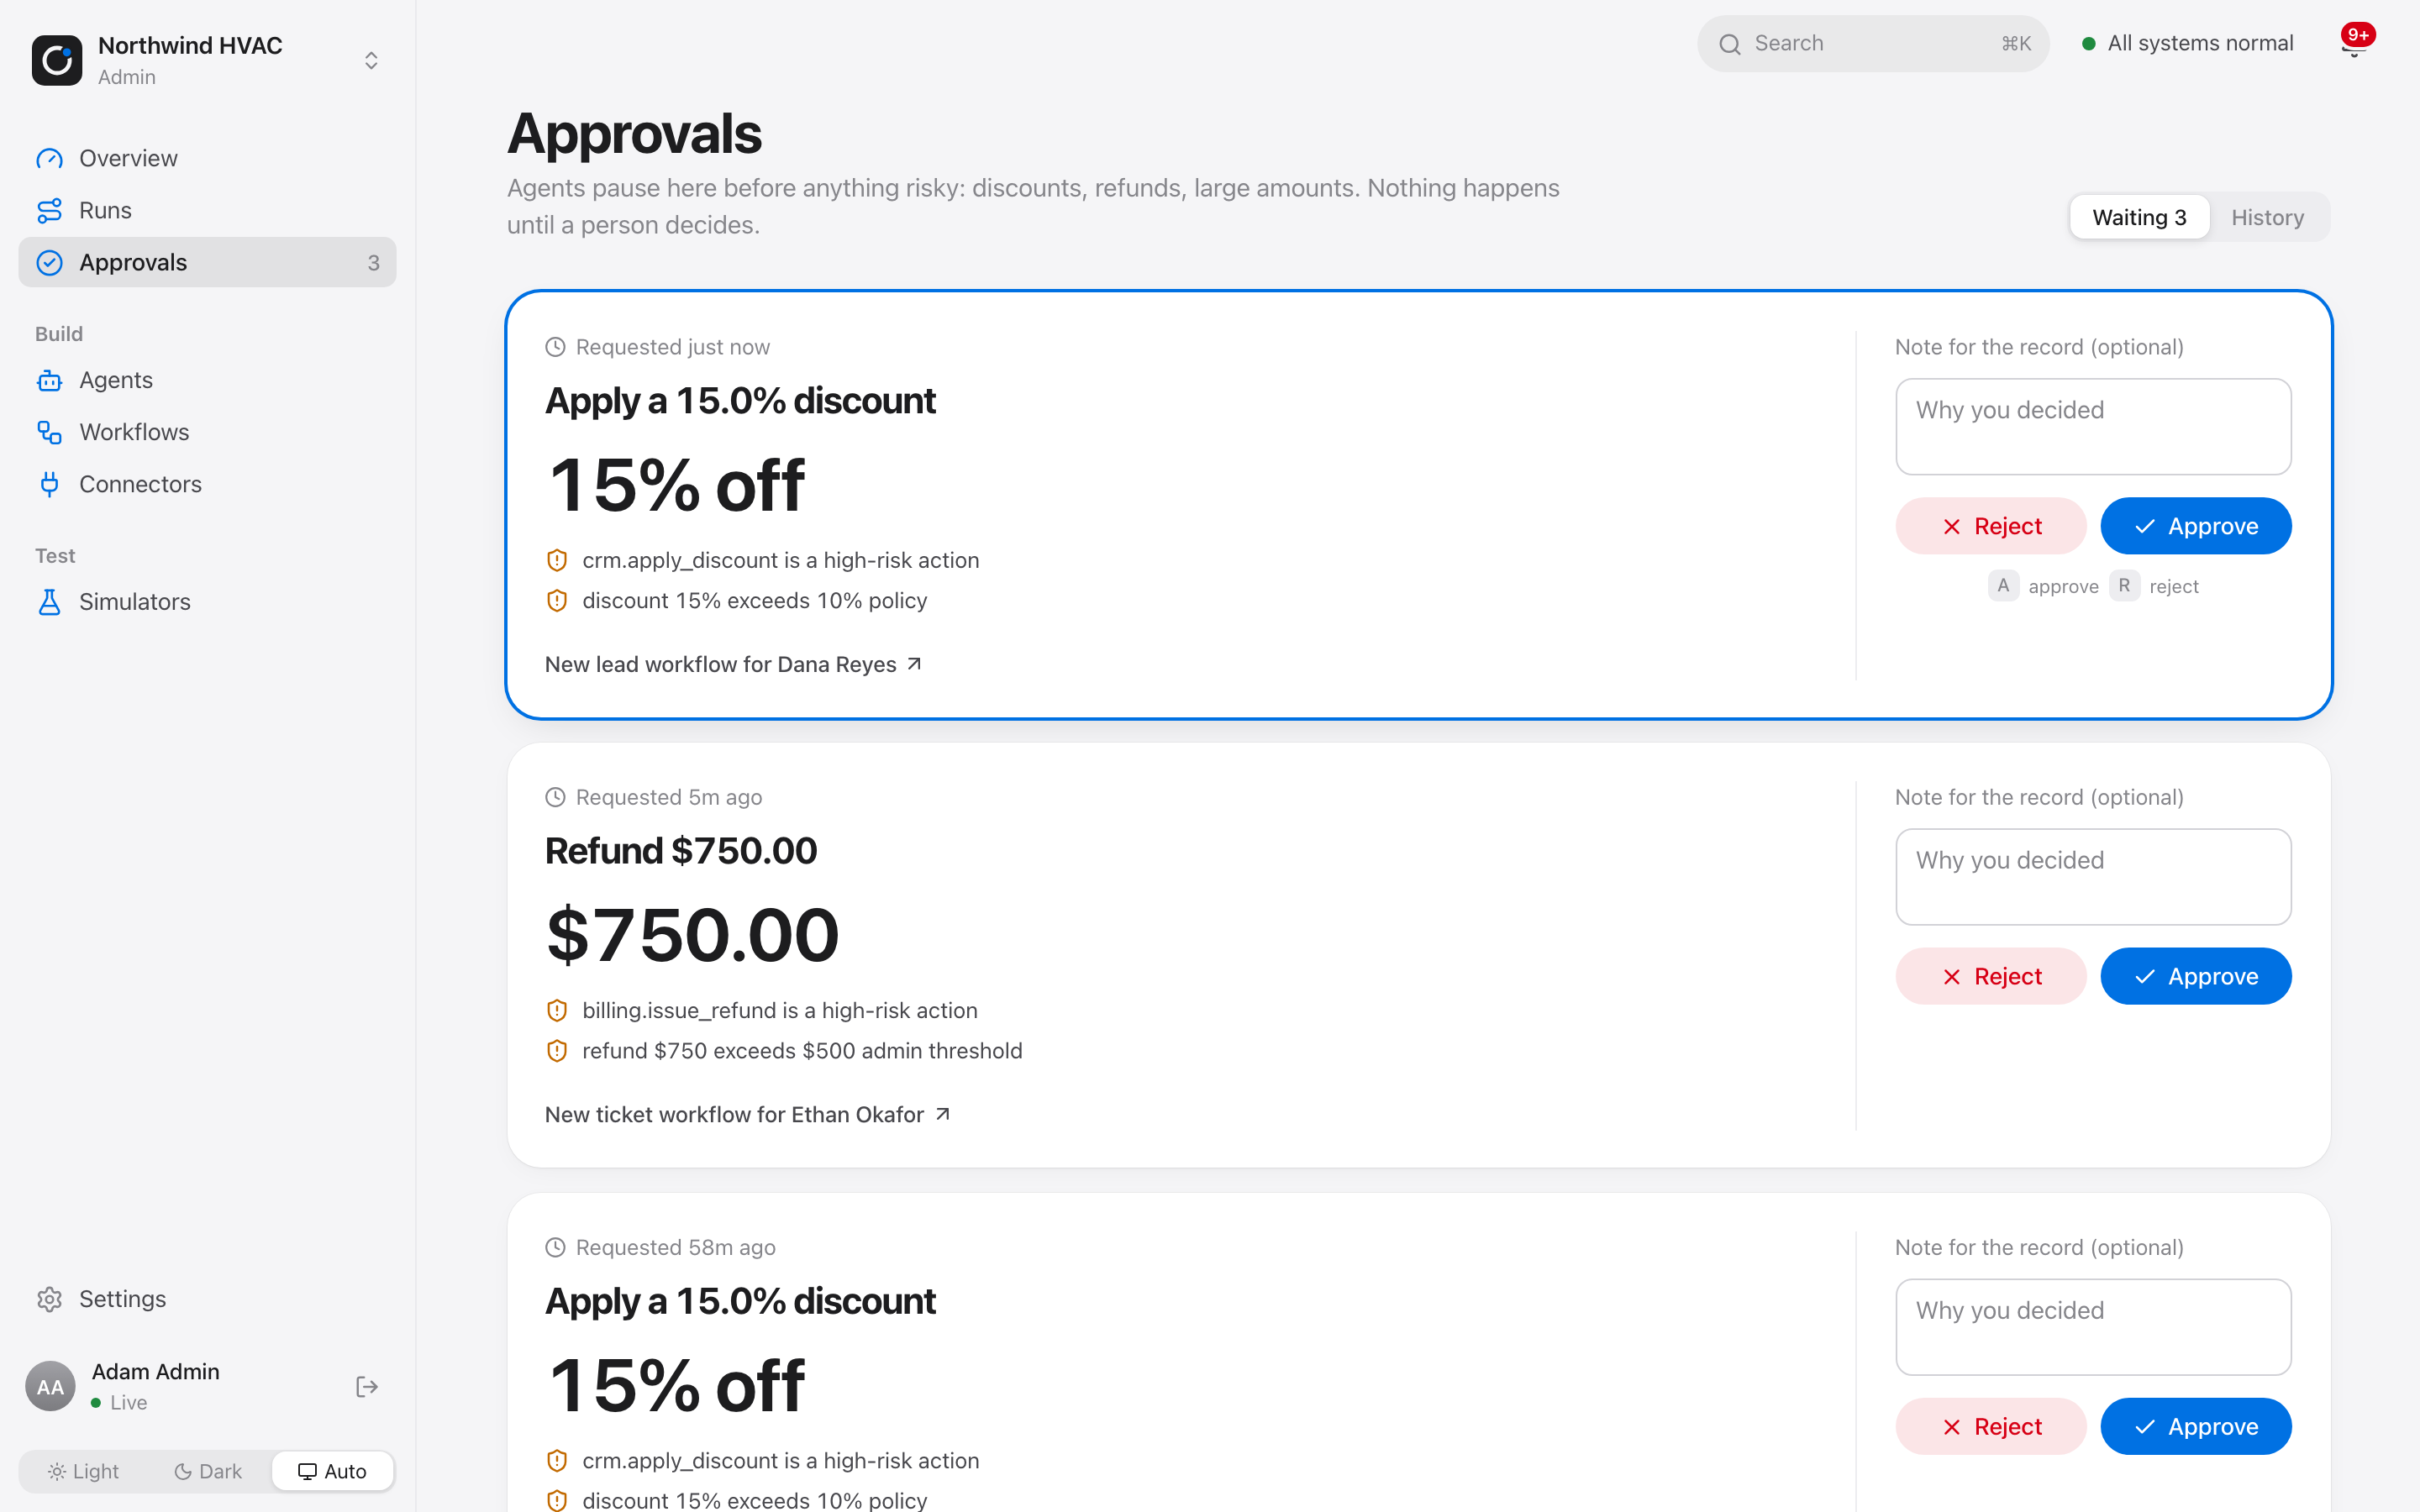 Northwind HVAC
Admin
Overview
Runs
Approvals 3
Build
Agents
Workflows
Connectors
Test
Simulators
Settings
AA
Adam Admin
Live
Light Dark Auto
Search ⌘K
All systems normal
9+
Approvals
Agents pause here before anything risky: discounts, refunds, large amounts. Nothing happens
until a person decides.
Waiting 3 History
Requested just now
Apply a 15.0% discount
15% off
crm.apply_discount is a high-risk action
discount 15% exceeds 10% policy
New lead workflow for Dana Reyes
Note for the record (optional)
Why you decided
Reject Approve
A approve R reject
Requested 5m ago
Refund $750.00
$750.00
billing.issue_refund is a high-risk action
refund $750 exceeds $500 admin threshold
New ticket workflow for Ethan Okafor
Note for the record (optional)
Why you decided
Reject Approve
Requested 58m ago
Apply a 15.0% discount
15% off
crm.apply_discount is a high-risk action
discount 15% exceeds 10% policy
Note for the record (optional)
Why you decided
Reject Approve